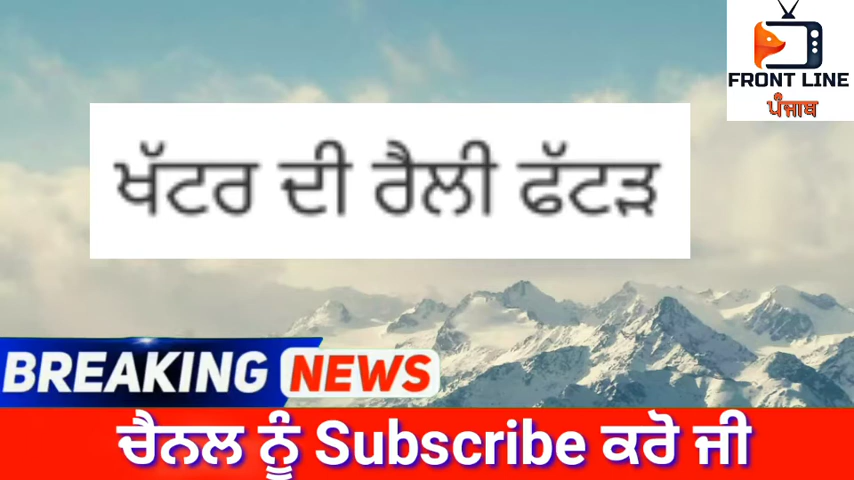 FRONT LINE
ਪੰਜਾਬ
ਖੱਟਰ ਦੀ ਰੈਲੀ ਫੱਟੜ
BREAKING NEWS
ਚੈਨਲ ਨੂੰ Subscribe ਕਰੋ ਜੀ